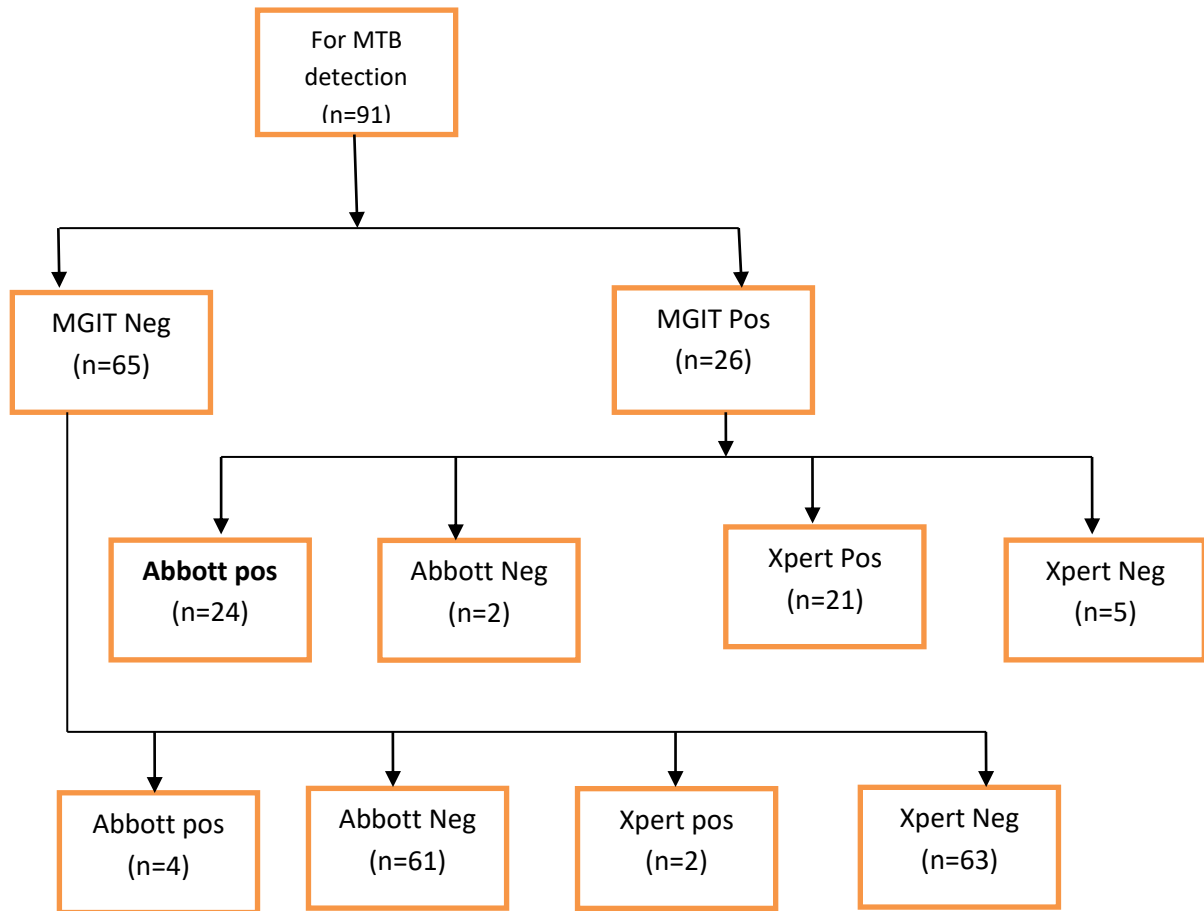 For MTB
detection
(n=91)
MGIT Neg
(n=65)
MGIT Pos
(n=26)
Abbott pos
(n=24)
Abbott Neg
(n=2)
Xpert Pos
(n=21)
Xpert Neg
(n=5)
Abbott pos
(n=4)
Abbott Neg
(n=61)
Xpert pos
(n=2)
Xpert Neg
(n=63)